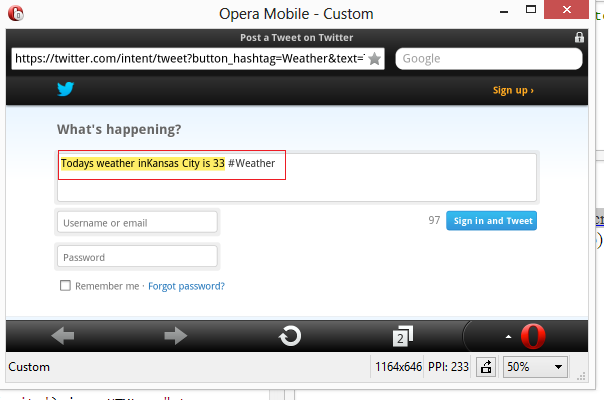 Opera Mobile - Custom
Post a Tweet on Twitter
https://twitter.com/intent/tweet?button_hashtag=Weather&text=
Google
Sign up ›
What's happening?
Todays weather inKansas City is 33 #Weather
Username or email
97
Sign in and Tweet
Password
Remember me · Forgot password?
2
Custom
1164x646
PPI: 233
50%